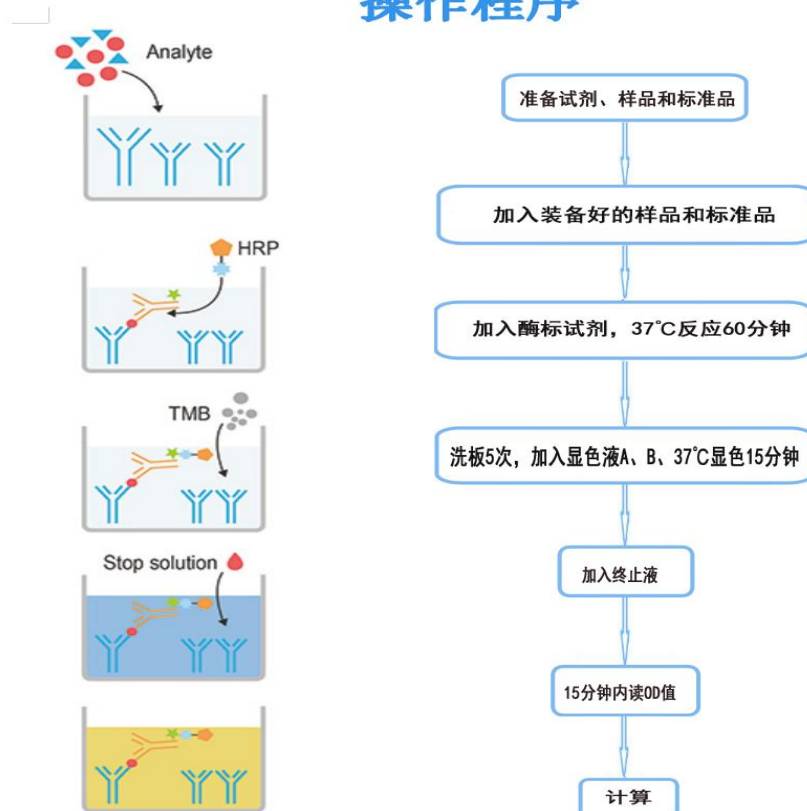 操作程序
Analyte
准备试剂、样品和标准品
加入装备好的样品和标准品
HRP
加入酶标试剂，37℃反应60分钟
TMB
洗板5次，加入显色液A、B、37℃显色15分钟
Stop solution
加入终止液
15分钟内读OD值
计算